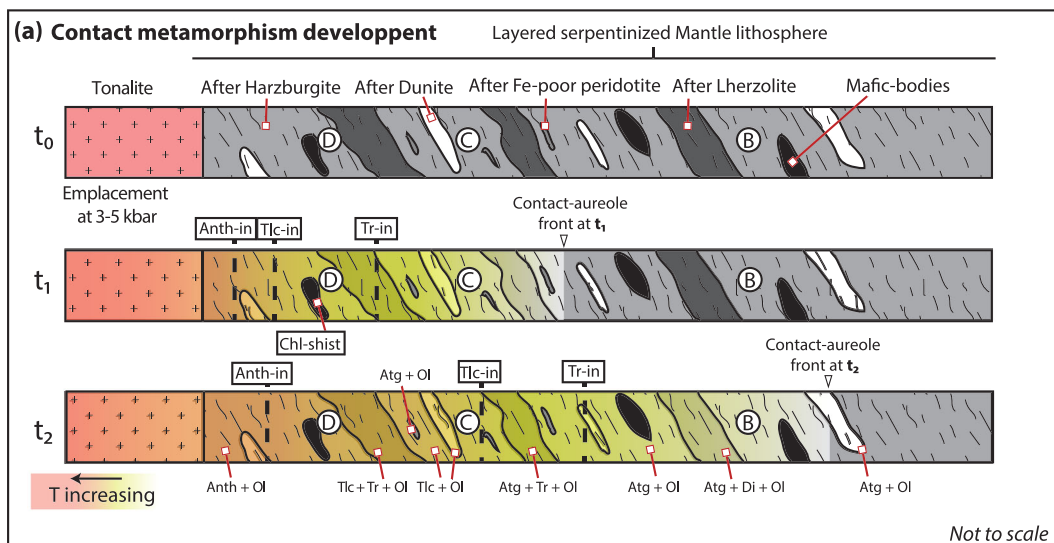 (a) Contact metamorphism developpent
Layered serpentinized Mantle lithosphere
Tonalite
After Harzburgite
After Dunite
After Fe-poor peridotite
After Lherzolite
Mafic-bodies
t0
D
C
B
Emplacement
at 3-5 kbar
Contact-aureole
front at t1
Anth-in
Tlc-in
Tr-in
t1
D
C
B
Chl-shist
Contact-aureole
front at t2
Anth-in
Atg + Ol
Tlc-in
Tr-in
t2
D
C
B
T increasing
Anth + Ol
Tlc + Tr + Ol
Tlc + Ol
Atg + Tr + Ol
Atg + Ol
Atg + Di + Ol
Atg + Ol
Not to scale